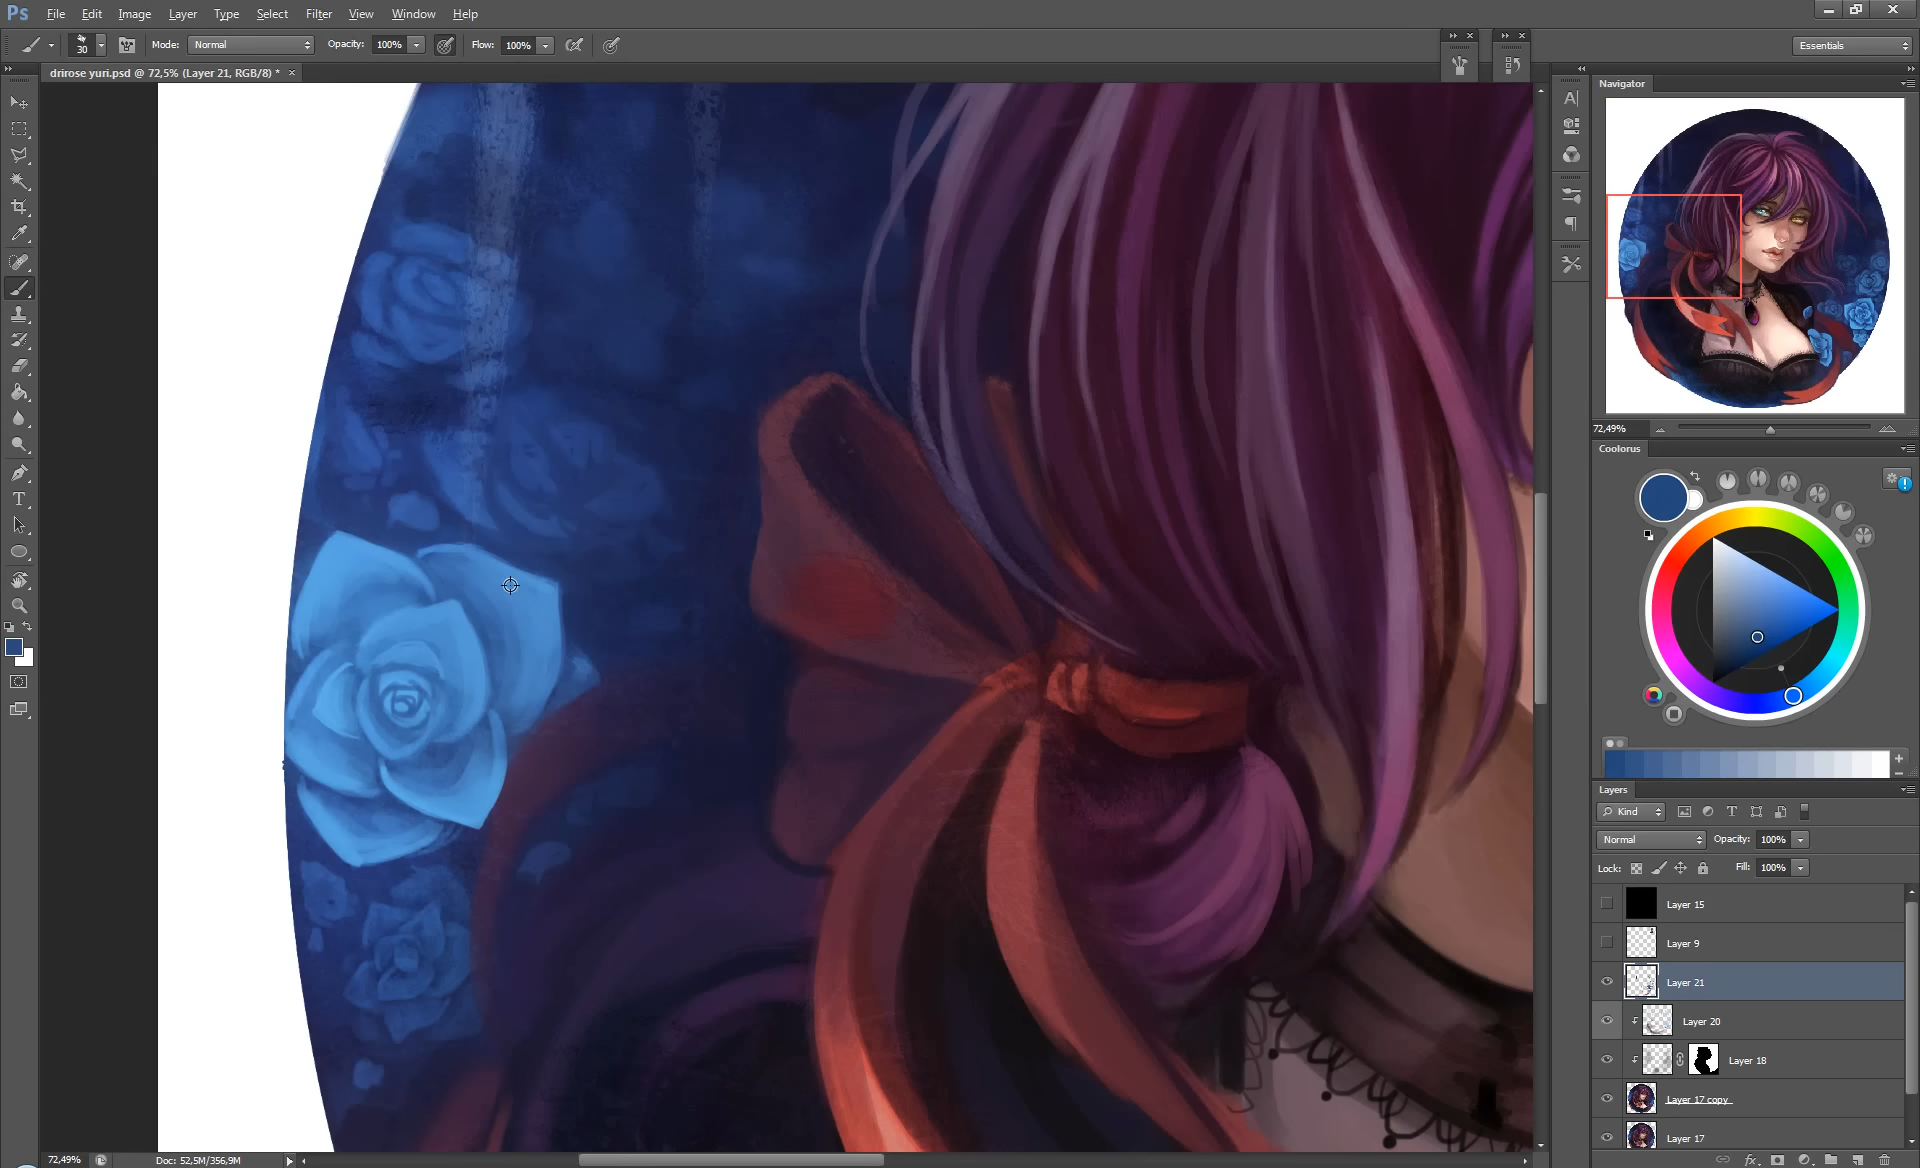 Ps File Edit Image Layer Type Select Filter View Window Help
30 Mode: Normal Opacity: 100% Flow: 100% Essentials
drirose yuri.psd @ 72,5% (Layer 21, RGB/8) * ×
Navigator
72,49%
Coolorus
Layers
Kind
Normal Opacity: 100%
Lock: Fill: 100%
Layer 15
Layer 9
Layer 21
Layer 20
Layer 18
Layer 17 copy
Layer 17
72,49% Doc: 52,5M/356,9M
fx